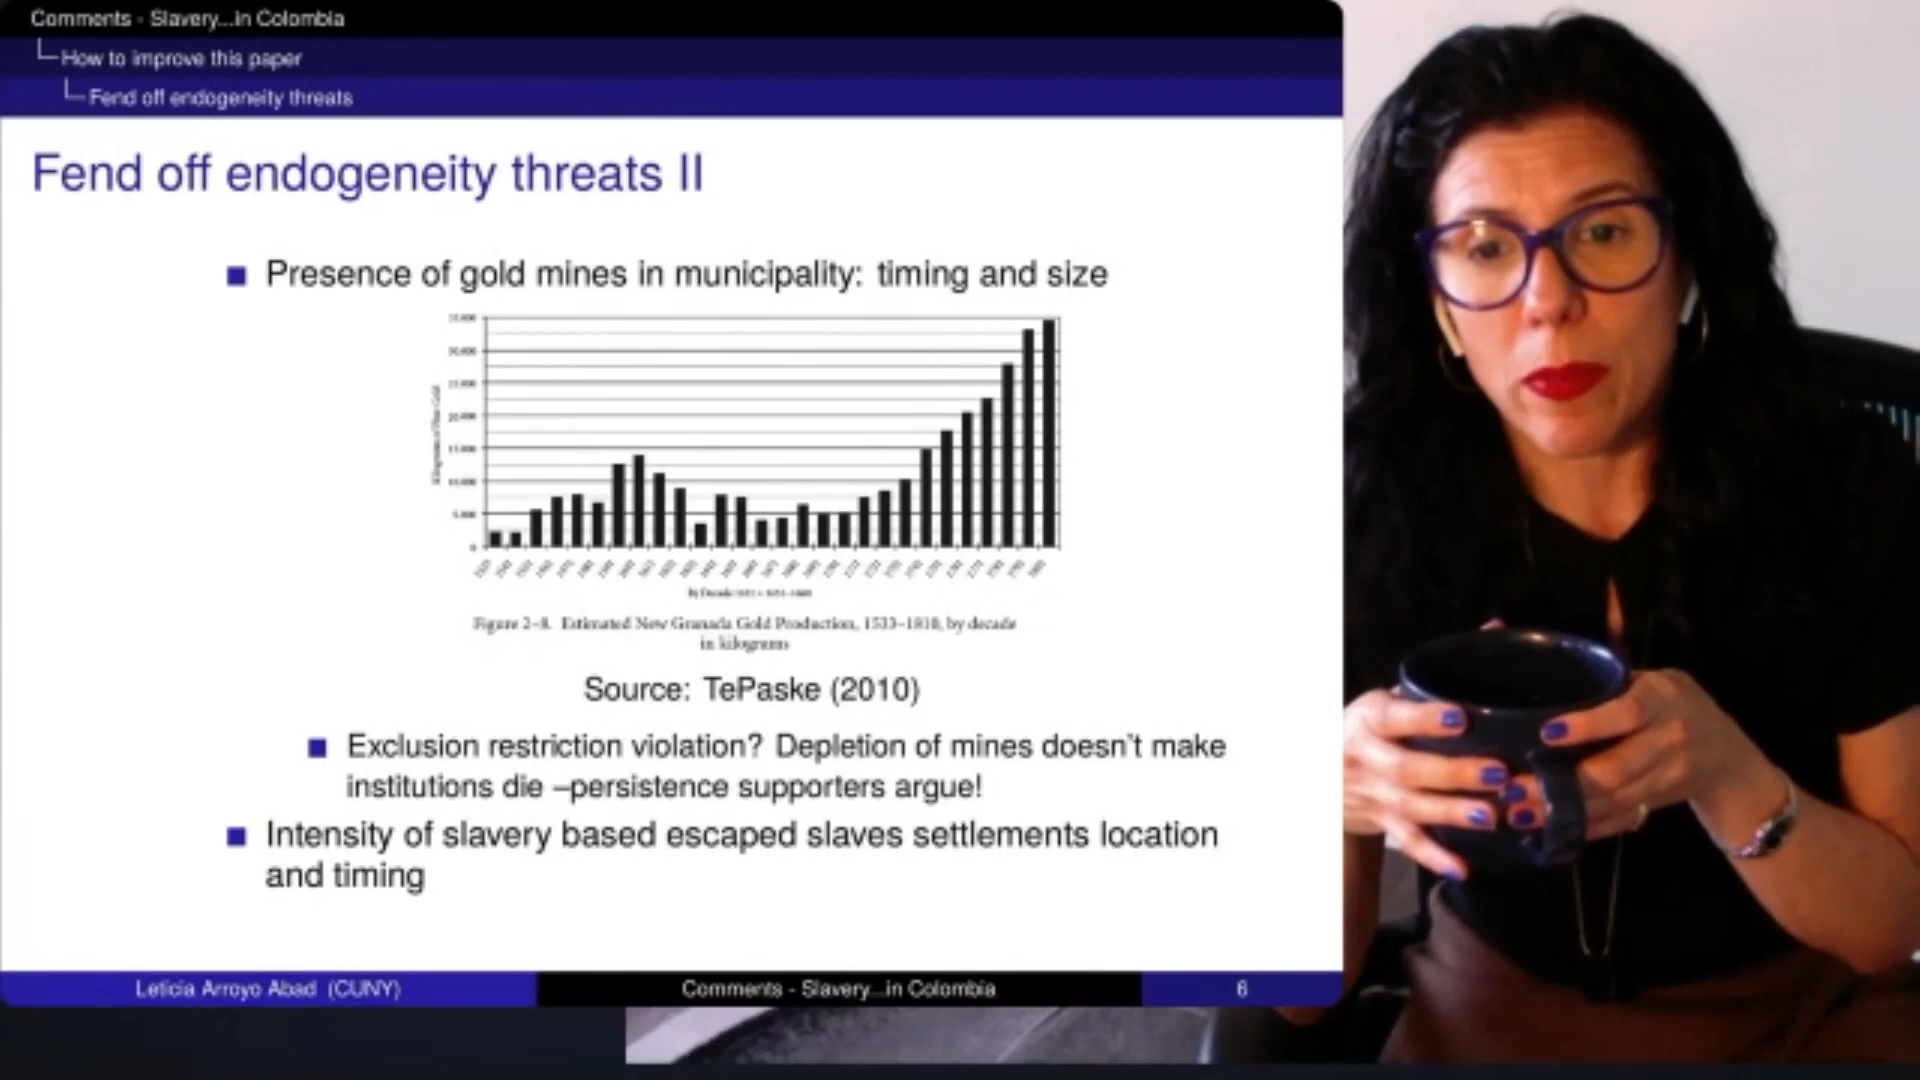 Comments - Slavery...in Colombia
How to improve this paper
Fend off endogeneity threats
Fend off endogeneity threats II
Presence of gold mines in municipality: timing and size
Figure 2–8. Estimated New Granada Gold Production, 1533–1810, by decade
in kilograms
Source: TePaske (2010)
Exclusion restriction violation? Depletion of mines doesn't make
institutions die –persistence supporters argue!
Intensity of slavery based escaped slaves settlements location
and timing
Leticia Arroyo Abad (CUNY)
Comments - Slavery...in Colombia
6